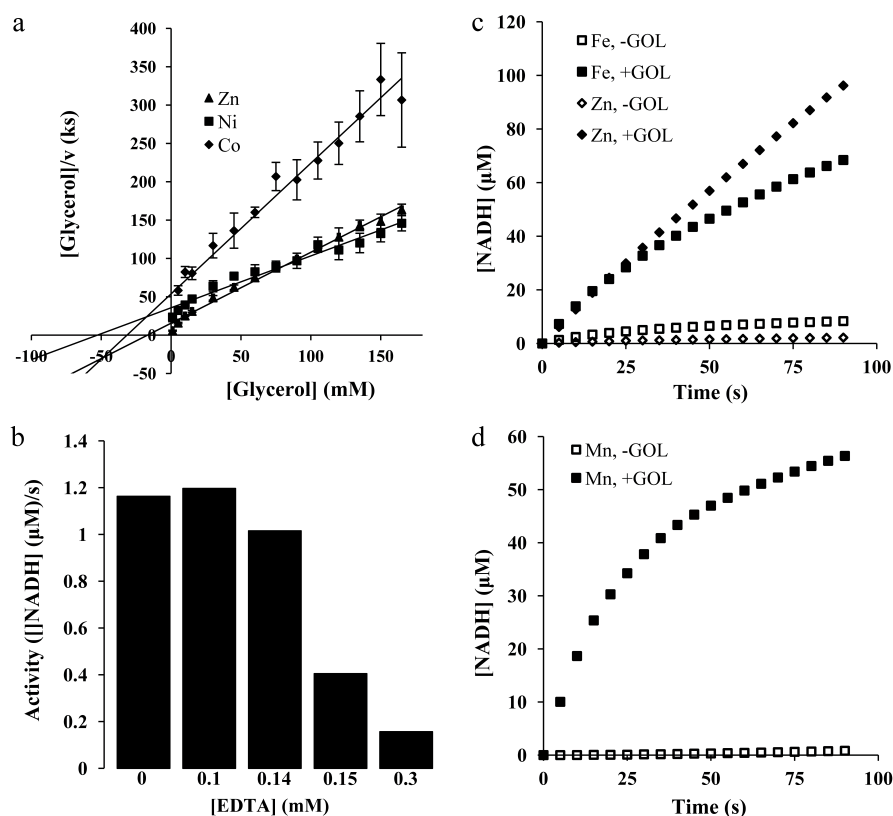 a
[Glycerol]/v (ks)
400
350
300
250
200
150
100
50
0
-50
-100
-50
0
50
100
150
Zn
Ni
Co
[Glycerol] (mM)
b
Activity ([]NADH] (µM)/s)
1.4
1.2
1
0.8
0.6
0.4
0.2
0
0
0.1
0.14
0.15
0.3
[EDTA] (mM)
c
[NADH] (µM)
120
100
80
60
40
20
0
0
25
50
75
100
Fe, -GOL
Fe, +GOL
Zn, -GOL
Zn, +GOL
Time (s)
d
[NADH] (µM)
60
50
40
30
20
10
0
0
25
50
75
100
Mn, -GOL
Mn, +GOL
Time (s)